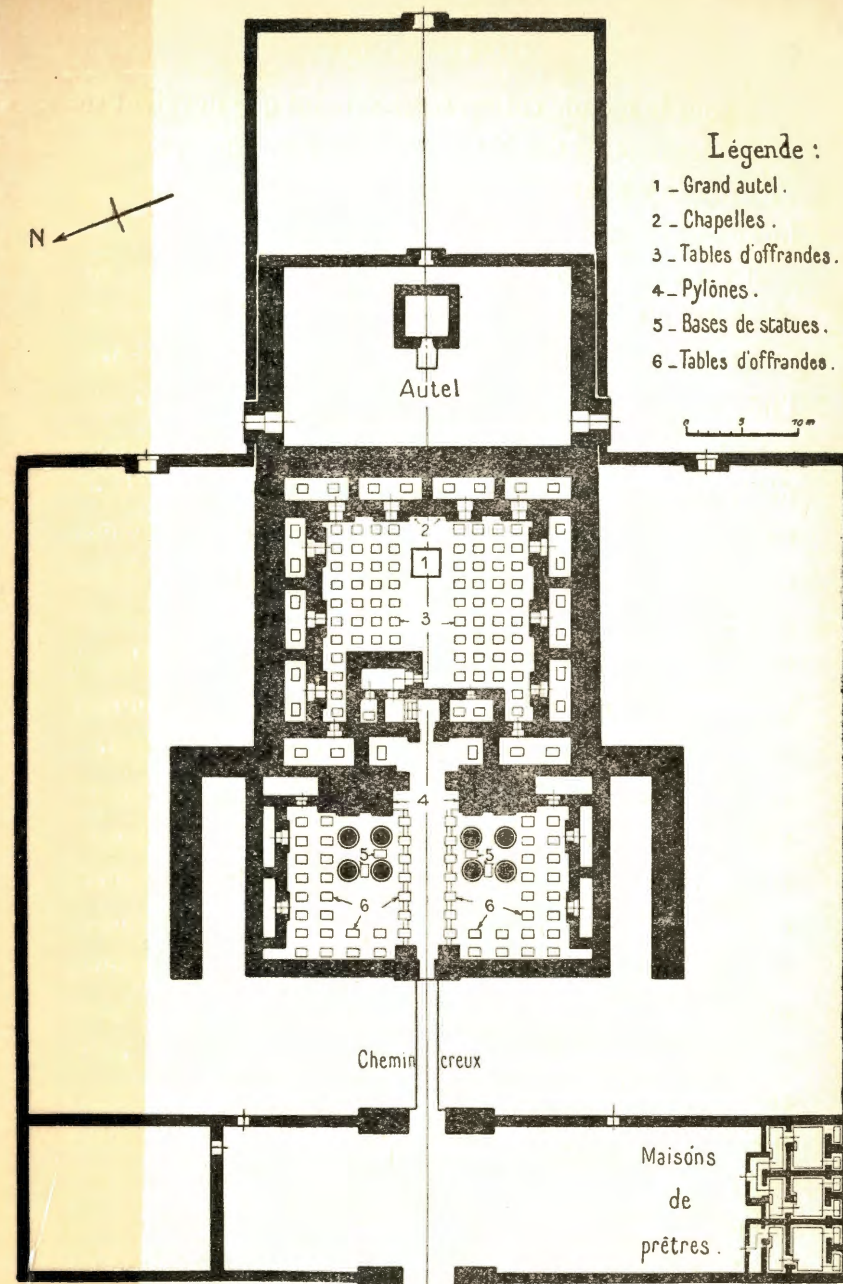 Légende :
1 _ Grand autel .
2 _ Chapelles .
3 _ Tables d'offrandes.
4 _ Pylônes .
5 _ Bases de statues.
6 _ Tables d'offrandes.
0 5 10 m
N
Autel
2
1
3
4
5 5
6 6
Chemin creux
Maisons
de
prêtres .